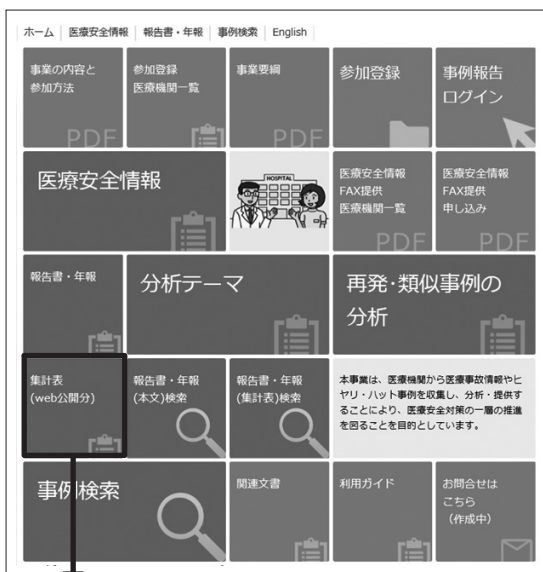 ホーム 医療安全情報 報告書・年報 事例検索 English
事業の内容と
参加方法
PDF
参加登録
医療機関一覧
事業要綱
PDF
参加登録
事例報告
ログイン
医療安全情報
HOSPITAL
医療安全情報
FAX提供
医療機関一覧
PDF
医療安全情報
FAX提供
申し込み
PDF
報告書・年報
分析テーマ
再発・類似事例の
分析
集計表
(web公開分)
報告書・年報
(本文)検索
報告書・年報
(集計表)検索
本事業は、医療機関から医療事故情報やヒ
ヤリ・ハット事例を収集し、分析・提供す
ることにより、医療安全対策の一層の推進
を図ることを目的としています。
事例検索
関連文書
利用ガイド
お問合せは
こちら
（作成中）